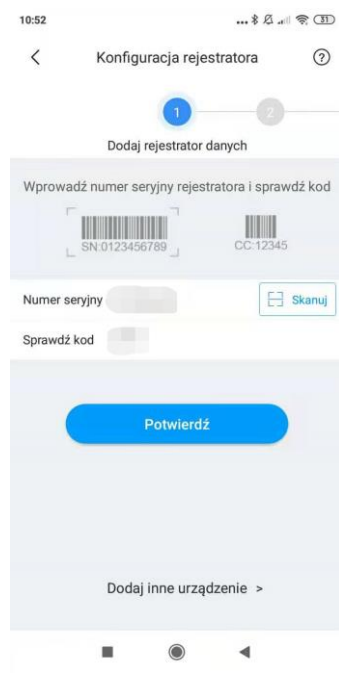 10:52
31
Konfiguracja rejestratora
1
2
Dodaj rejestrator danych
Wprowadź numer seryjny rejestratora i sprawdź kod
SN:0123456789
CC:12345
Numer seryjny
Skanuj
Sprawdź kod
Potwierdź
Dodaj inne urządzenie >